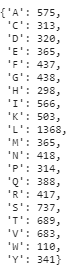 {'A': 575,
'C': 313,
'D': 320,
'E': 365,
'F': 437,
'G': 438,
'H': 298,
'I': 566,
'K': 503,
'L': 1368,
'M': 365,
'N': 418,
'P': 314,
'Q': 388,
'R': 417,
'S': 737,
'T': 689,
'V': 683,
'W': 110,
'Y': 341}